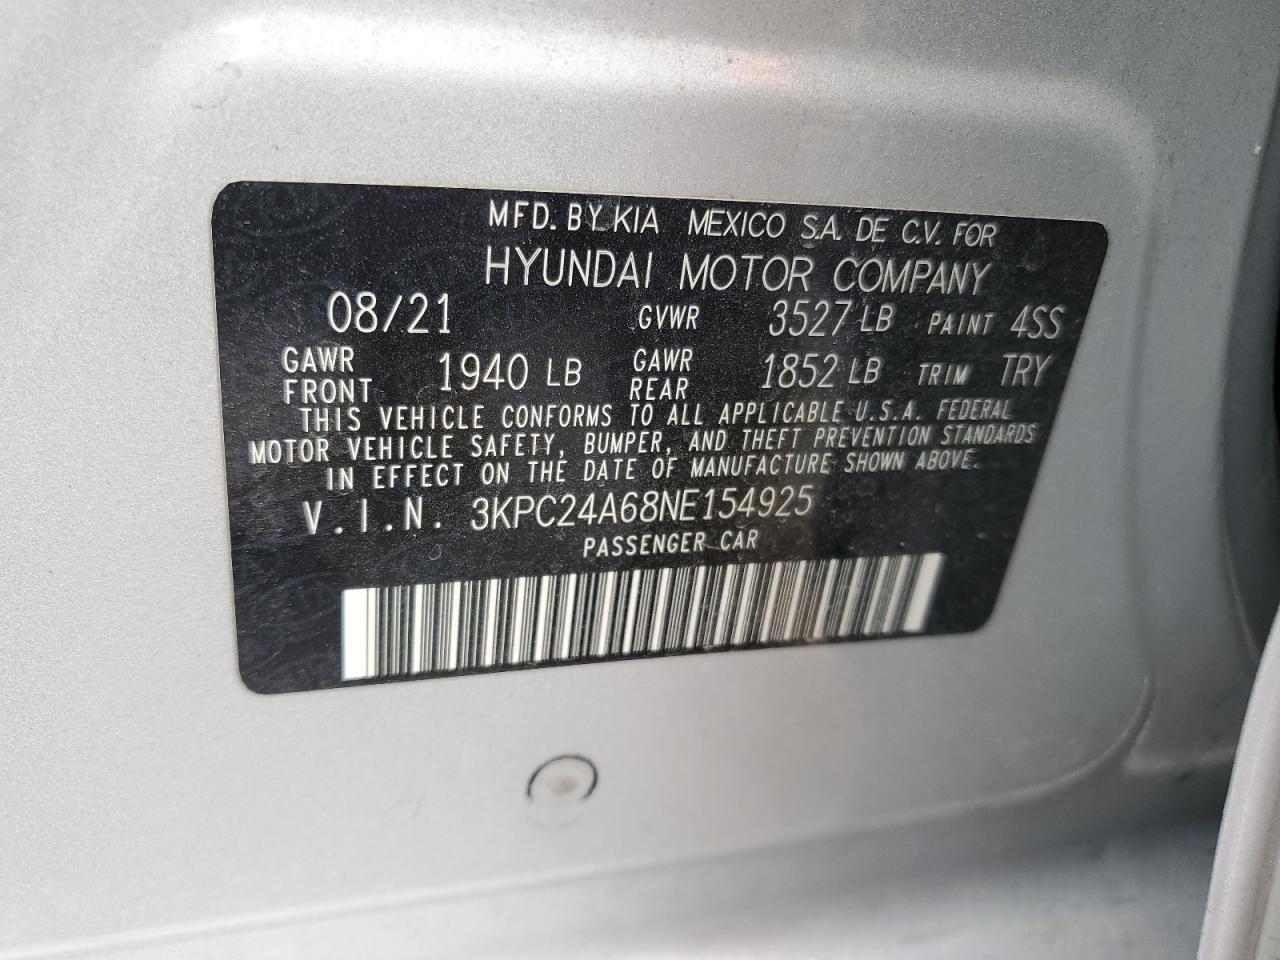 MFD. BY KIA MEXICO S.A. DE C.V. FOR
HYUNDAI MOTOR COMPANY
08/21 GVWR 3527 LB PAINT 4SS
GAWR FRONT 1940 LB GAWR REAR 1852 LB TRIM TRY
THIS VEHICLE CONFORMS TO ALL APPLICABLE U.S.A. FEDERAL
MOTOR VEHICLE SAFETY, BUMPER, AND THEFT PREVENTION STANDARDS
IN EFFECT ON THE DATE OF MANUFACTURE SHOWN ABOVE.
V.I.N. 3KPC24A68NE154925
PASSENGER CAR